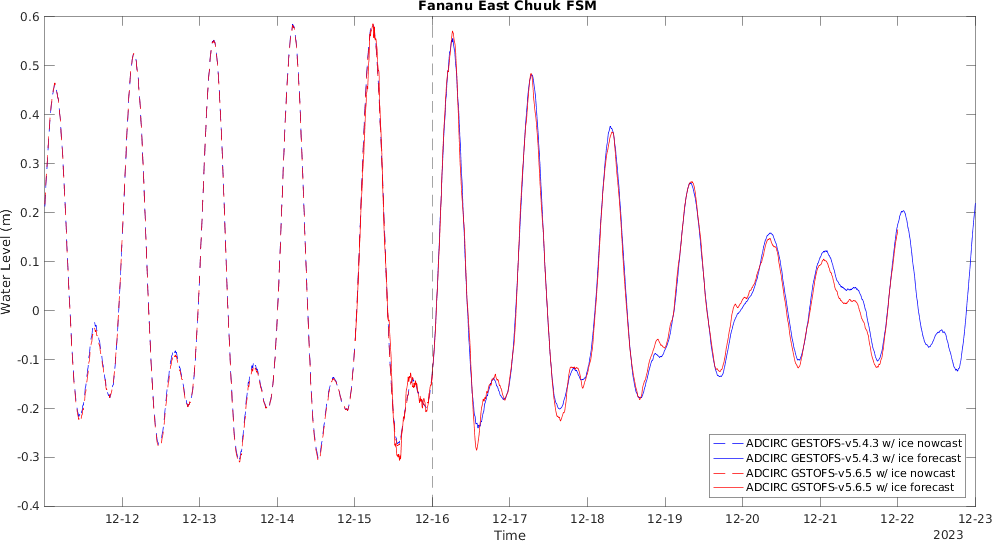 Fananu East Chuuk FSM
0.6
0.5
0.4
0.3
0.2
0.1
0
-0.1
-0.2
-0.3
-0.4
Water Level (m)
ADCIRC GESTOFS-v5.4.3 w/ ice nowcast
ADCIRC GESTOFS-v5.4.3 w/ ice forecast
ADCIRC GSTOFS-v5.6.5 w/ ice nowcast
ADCIRC GSTOFS-v5.6.5 w/ ice forecast
12-12 12-13 12-14 12-15 12-16 12-17 12-18 12-19 12-20 12-21 12-22 12-23
Time 2023